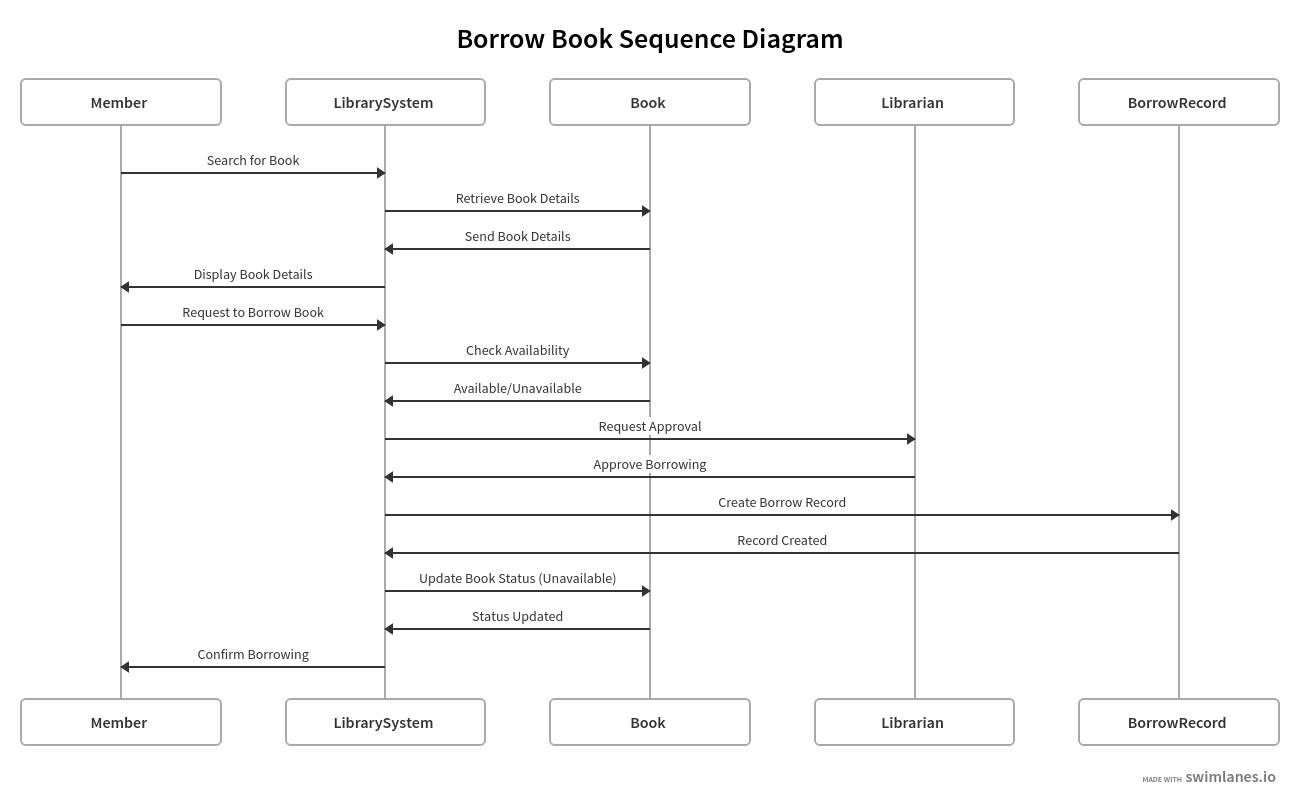 Borrow Book Sequence Diagram
Member
LibrarySystem
Book
Librarian
BorrowRecord
Search for Book
Retrieve Book Details
Send Book Details
Display Book Details
Request to Borrow Book
Check Availability
Available/Unavailable
Request Approval
Approve Borrowing
Create Borrow Record
Record Created
Update Book Status (Unavailable)
Status Updated
Confirm Borrowing
Member
LibrarySystem
Book
Librarian
BorrowRecord
MADE WITH swimlanes.io